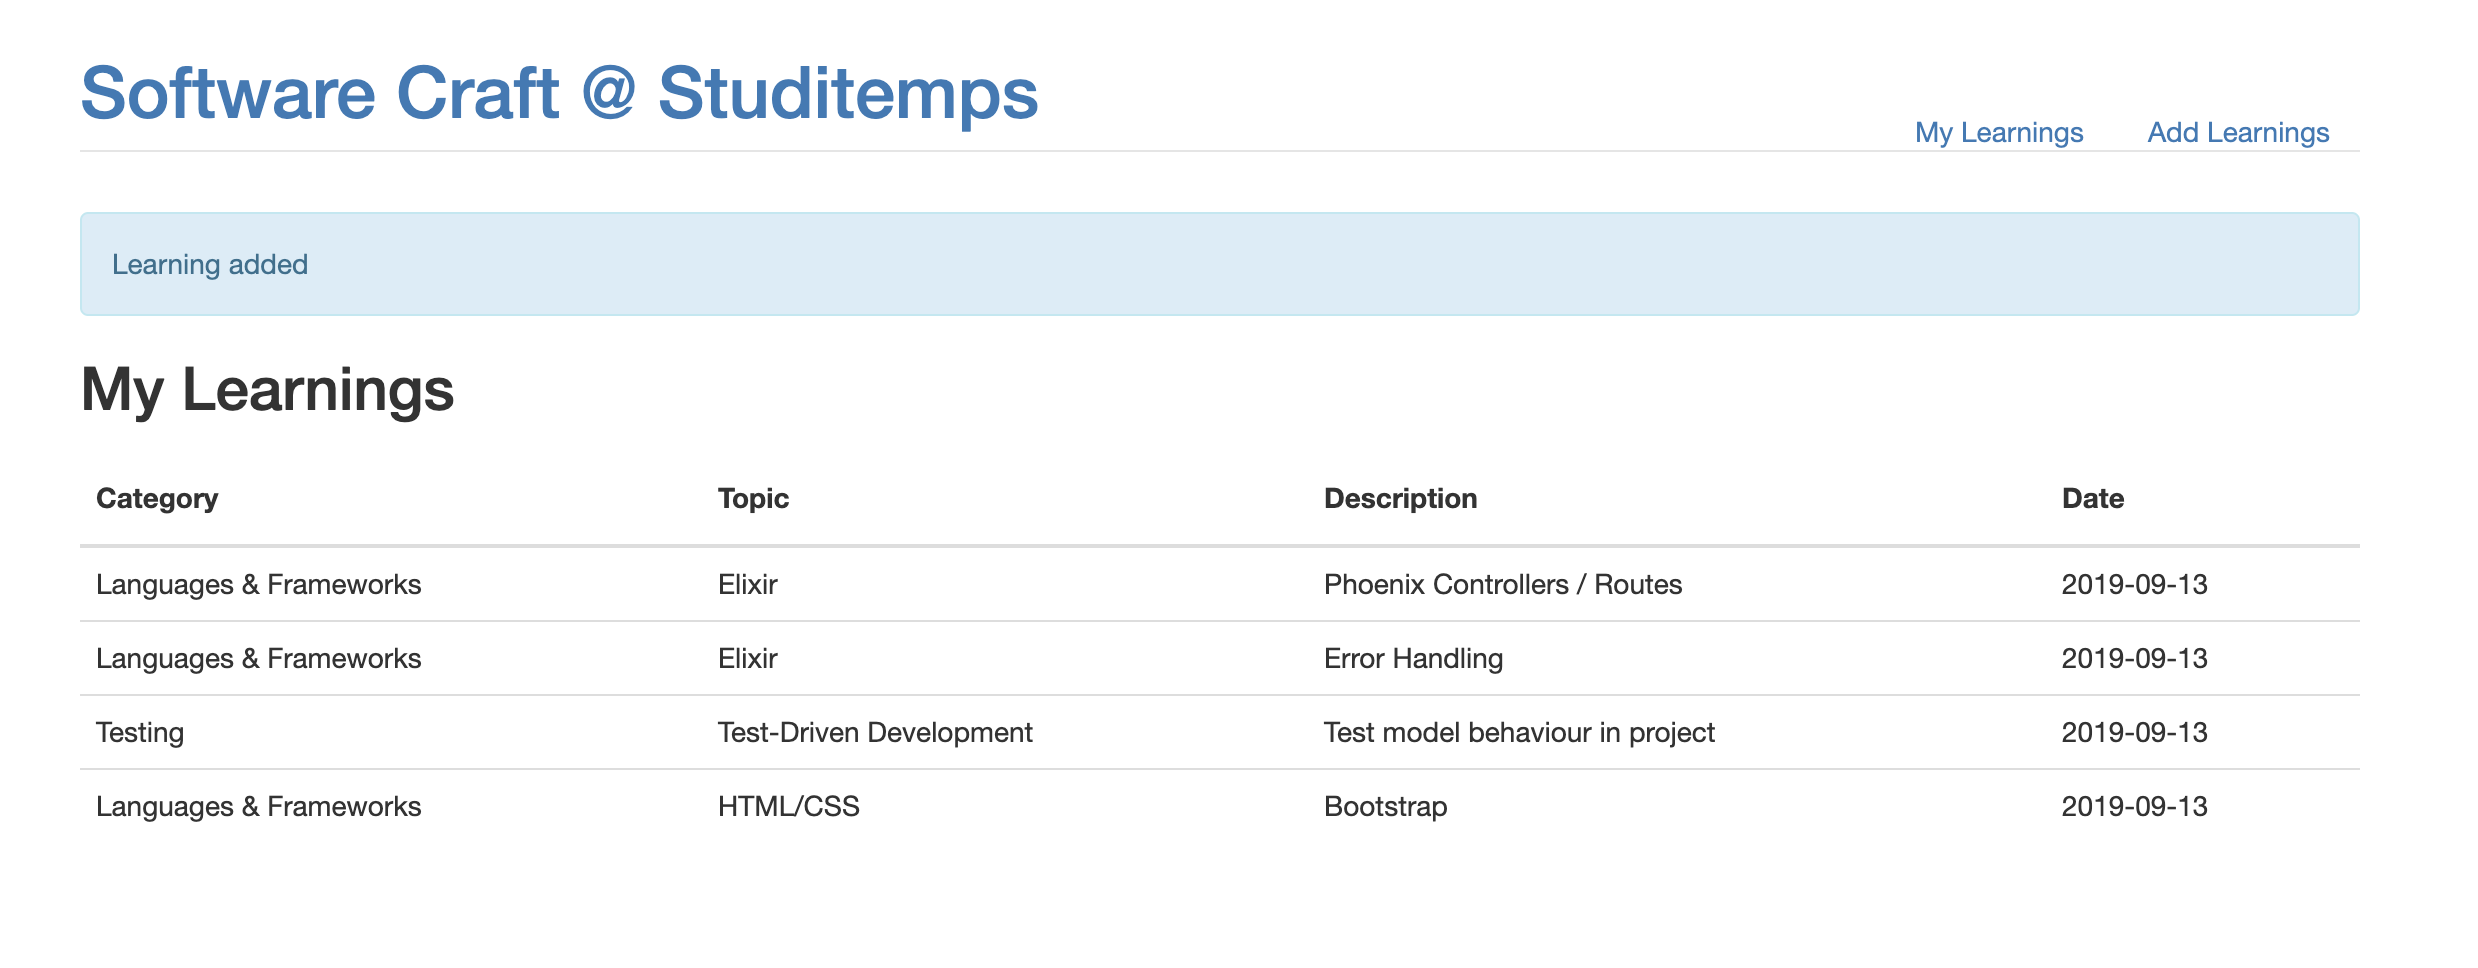 Software Craft @ Studitemps
My Learnings Add Learnings
Learning added
My Learnings
Category Topic Description Date
Languages & Frameworks Elixir Phoenix Controllers / Routes 2019-09-13
Languages & Frameworks Elixir Error Handling 2019-09-13
Testing Test-Driven Development Test model behaviour in project 2019-09-13
Languages & Frameworks HTML/CSS Bootstrap 2019-09-13